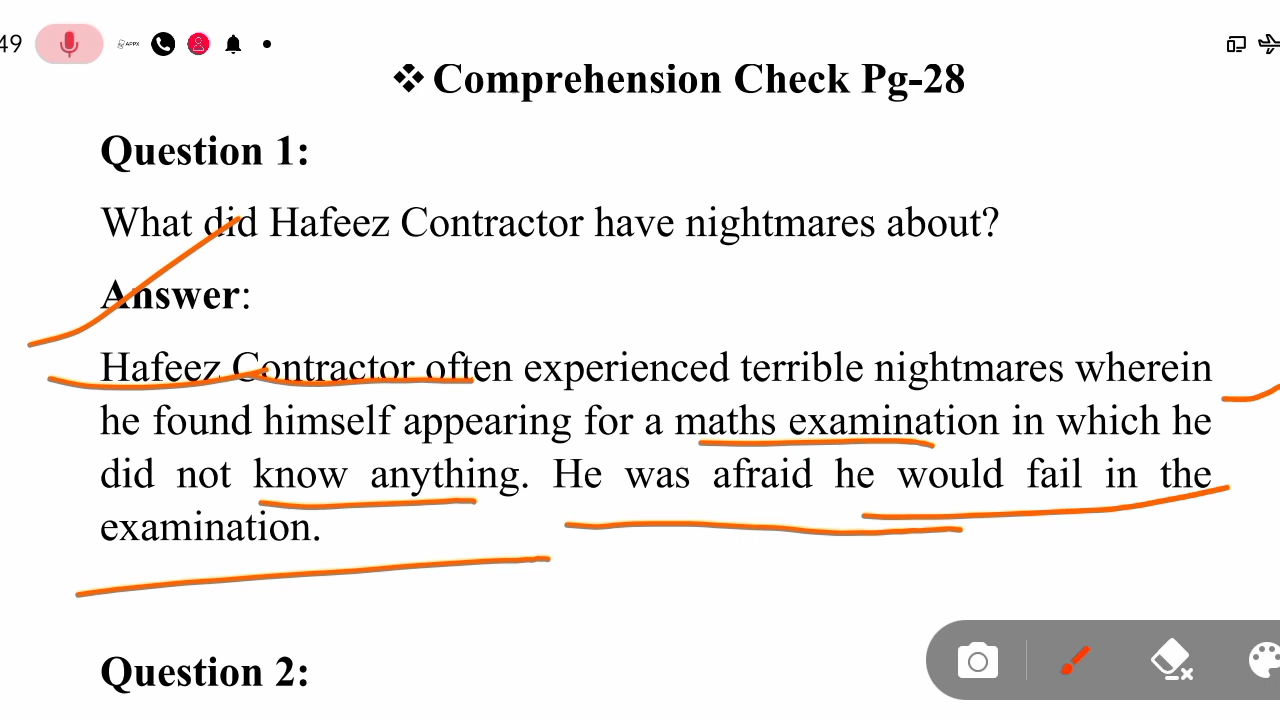 49
APPX
❖ Comprehension Check Pg-28
Question 1:
What did Hafeez Contractor have nightmares about?
Answer:
Hafeez Contractor often experienced terrible nightmares wherein
he found himself appearing for a maths examination in which he
did not know anything. He was afraid he would fail in the
examination.
Question 2: